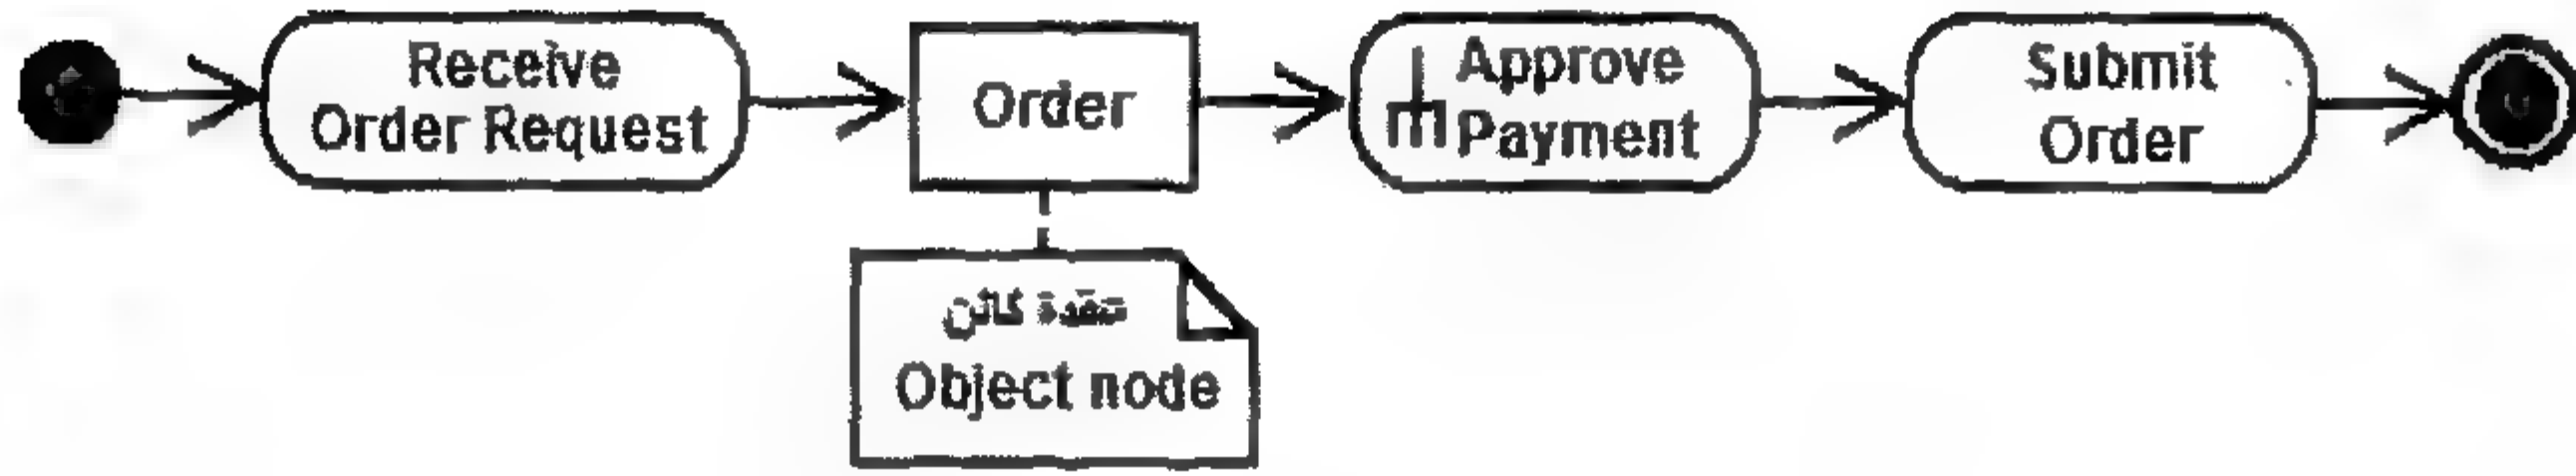 Receive
Order Request
Order
Approve
Payment
Submit
Order
عقدة كائن
Object node